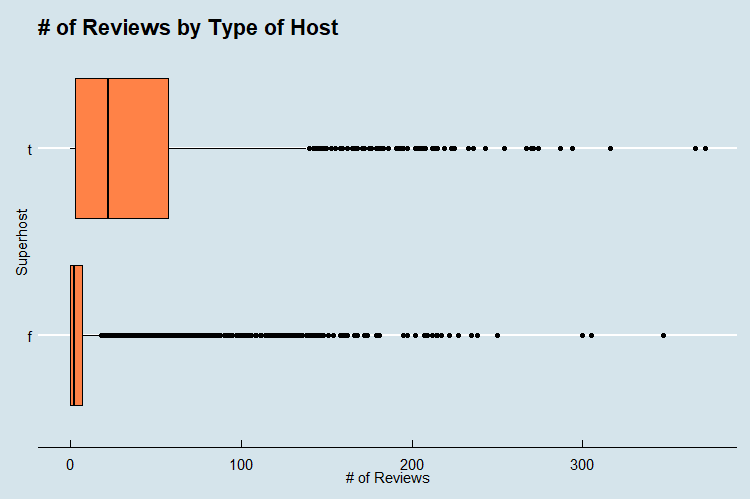 # of Reviews by Type of Host
t
Superhost
f
0 100 200 300
# of Reviews